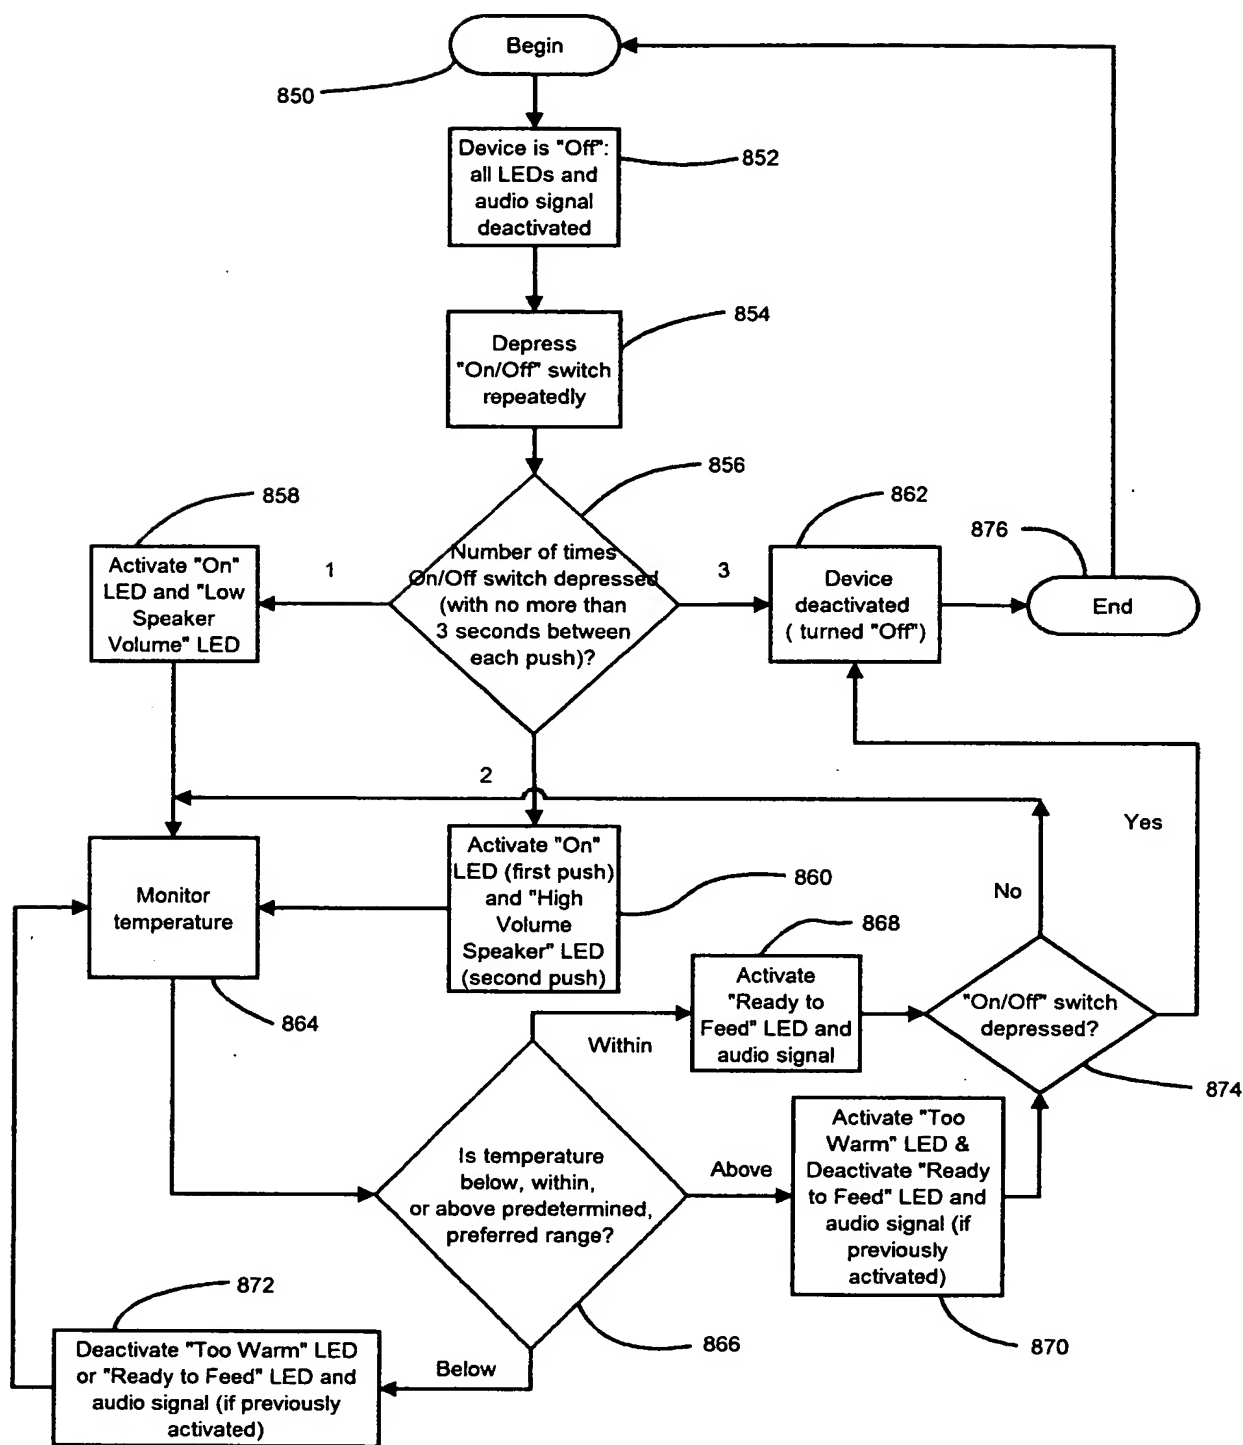 Begin
850
Device is "Off":
all LEDs and
audio signal
deactivated
852
Depress
"On/Off" switch
repeatedly
854
856
Number of times
On/Off switch depressed
(with no more than
3 seconds between
each push)?
858
Activate "On"
LED and "Low
Speaker
Volume" LED
1
3
862
Device
deactivated
( turned "Off")
876
End
2
Activate "On"
LED (first push)
and "High
Volume
Speaker" LED
(second push)
860
Monitor
temperature
864
Yes
No
868
Activate
"Ready to
Feed" LED and
audio signal
"On/Off" switch
depressed?
874
Within
Is temperature
below, within,
or above predetermined,
preferred range?
866
Above
Activate "Too
Warm" LED &
Deactivate "Ready
to Feed" LED and
audio signal (if
previously
activated)
870
Below
872
Deactivate "Too Warm" LED
or "Ready to Feed" LED and
audio signal (if previously
activated)